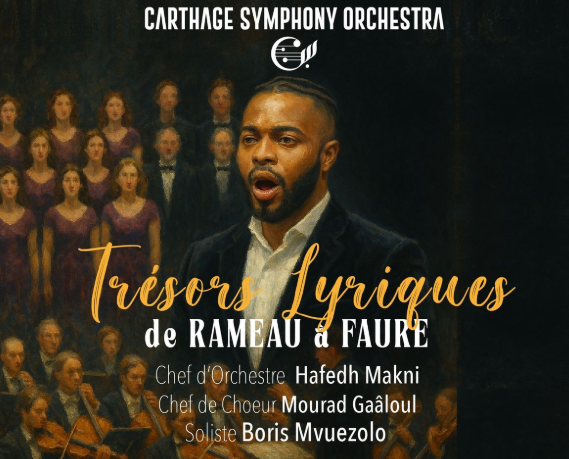 CARTHAGE SYMPHONY ORCHESTRA
Trésors Lyriques
de RAMEAU à FAURE
Chef d'Orchestre Hafedh Makni
Chef de Choeur Mourad Gaâloul
Soliste Boris Mvuezolo